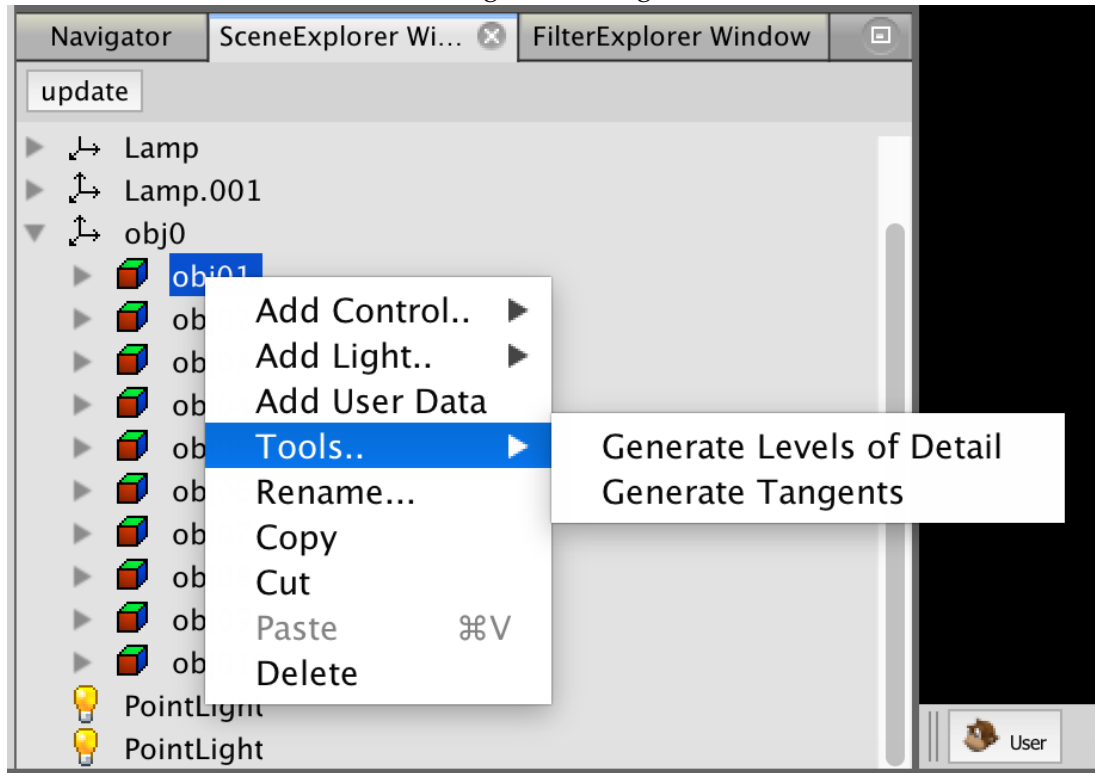 Navigator
SceneExplorer Wi...
FilterExplorer Window
update
Lamp
Lamp.001
obj0
obj01
Add Control..
Add Light..
Add User Data
Tools..
Generate Levels of Detail
Generate Tangents
Rename...
Copy
Cut
Paste ⌘V
Delete
PointLight
PointLight
User